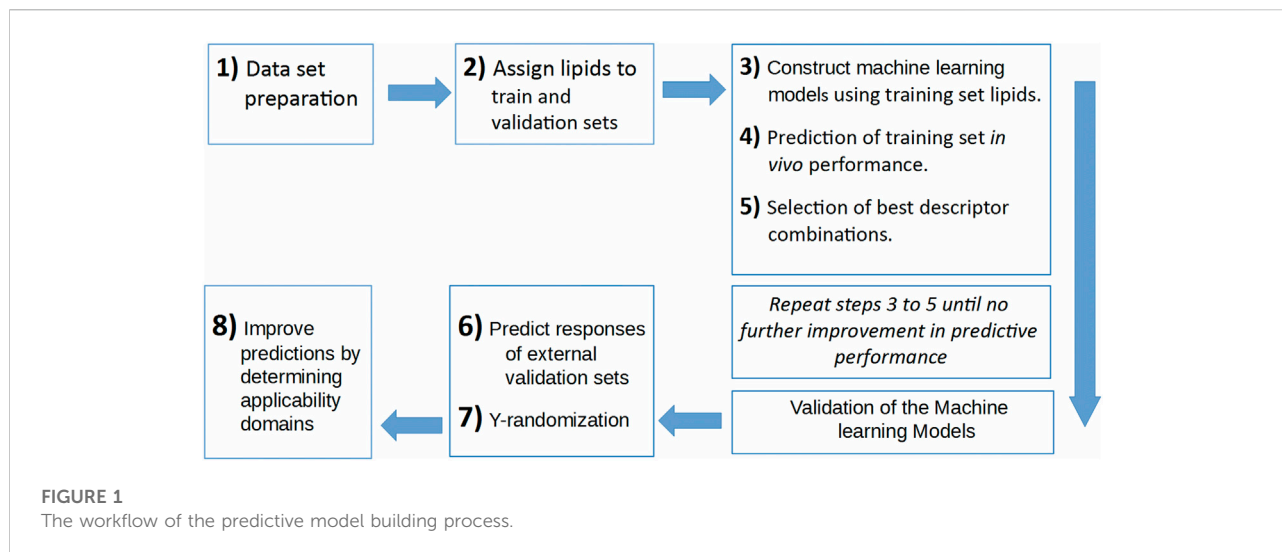 1) Data set
preparation
2) Assign lipids to
train and
validation sets
3) Construct machine learning
models using training set lipids.
4) Prediction of training set in
vivo performance.
5) Selection of best descriptor
combinations.
Repeat steps 3 to 5 until no
further improvement in predictive
performance
Validation of the Machine
learning Models
6) Predict responses
of external
validation sets
7) Y-randomization
8) Improve
predictions by
determining
applicability
domains
FIGURE 1
The workflow of the predictive model building process.